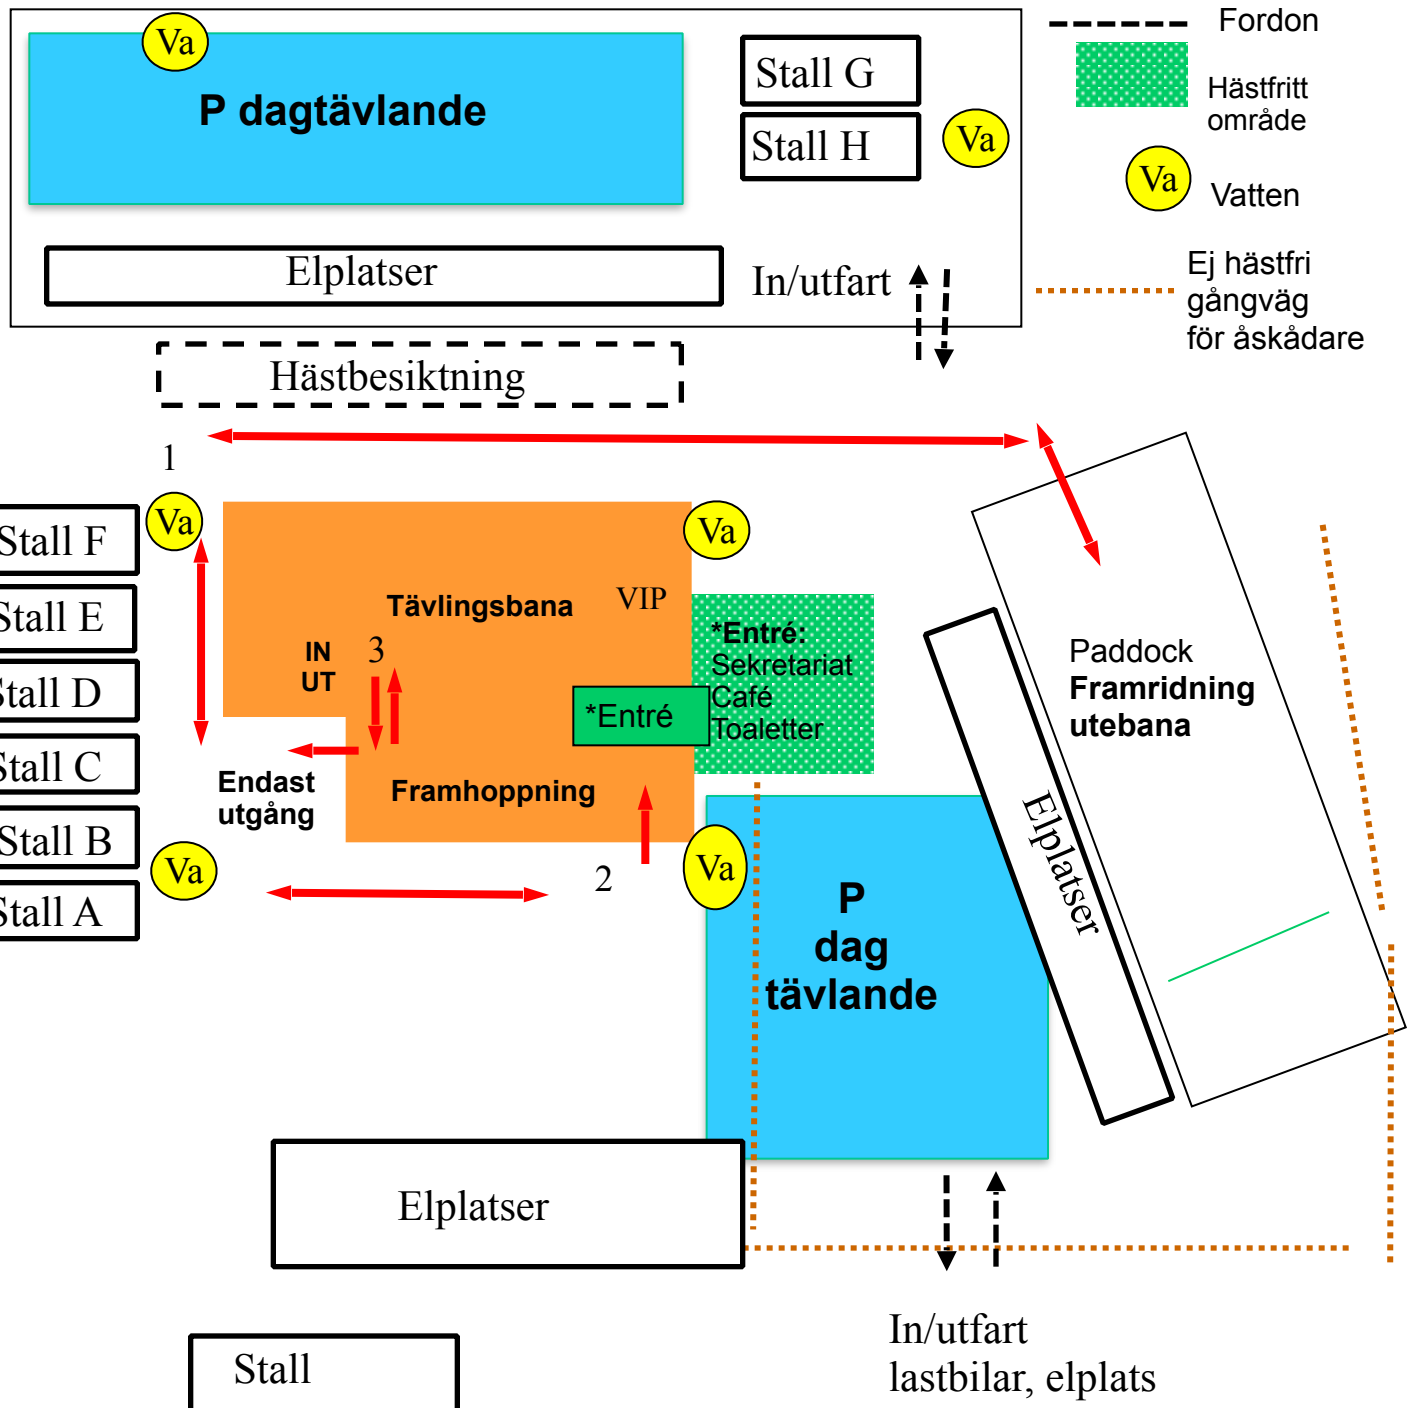 Va
P dagtävlande
Stall G
Stall H
Va
Elplatser
In/utfart
Fordon
Hästfritt
område
Va
Vatten
Ej hästfri
gångväg
för åskådare
Hästbesiktning
1
Va
Stall F
Stall E
Stall D
Stall C
Stall B
Stall A
Va
Va
Tävlingsbana
VIP
IN
UT
3
*Entré
*Entré:
Sekretariat
Café
Toaletter
Endast
utgång
Framhoppning
2
Va
P
dag
tävlande
Paddock
Framridning
utebana
Elplatser
Elplatser
In/utfart
lastbilar, elplats
Stall